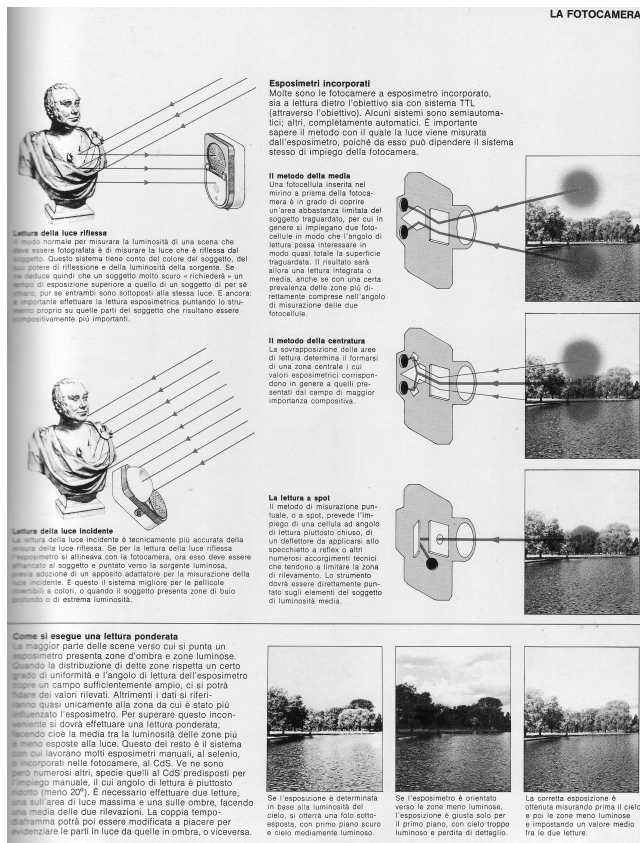 LA FOTOCAMERA
Esposimetri incorporati
Molte sono le fotocamere a esposimetro incorporato,
sia a lettura dietro l'obiettivo sia con sistema TTL
(attraverso l'obiettivo). Alcuni sistemi sono semiautoma-
tici; altri, completamente automatici. È importante
sapere il metodo con il quale la luce viene misurata
dall'esposimetro, poiché da esso può dipendere il sistema
stesso di impiego della fotocamera.
Lettura della luce riflessa
Il modo normale per misurare la luminosità di una scena che
deve essere fotografata è di misurare la luce che è riflessa dal
soggetto. Questo sistema tiene conto del colore del soggetto, del
suo potere di riflessione e della luminosità della sorgente. Se
ne deduce quindi che un soggetto molto scuro « richiederà » un
tempo di esposizione superiore a quello di un soggetto di per sé
chiaro, pur se entrambi sono sottoposti alla stessa luce. E ancora:
è importante effettuare la lettura esposimetrica puntando lo stru-
mento proprio su quelle parti del soggetto che risultano essere
compositivamente più importanti.
Il metodo della media
Una fotocellula inserita nel
mirino a prisma della fotoca-
mera è in grado di coprire
un'area abbastanza limitata del
soggetto traguardato, per cui in
genere si impiegano due foto-
cellule in modo che l'angolo di
lettura possa interessare in
modo quasi totale la superficie
traguardata. Il risultato sarà
allora una lettura integrata o
media, anche se con una certa
prevalenza delle zone più di-
rettamente comprese nell'angolo
di misurazione delle due
fotocellule.
Il metodo della centratura
La sovrapposizione delle aree
di lettura determina il formarsi
di una zona centrale i cui
valori esposimetrici corrispon-
dono in genere a quelli pre-
sentati dal campo di maggior
importanza compositiva.
Lettura della luce incidente
La lettura della luce incidente è tecnicamente più accurata della
misura della luce riflessa. Se per la lettura della luce riflessa
l'esposimetro si allineava con la fotocamera, ora esso deve essere
affiancato al soggetto e puntato verso la sorgente luminosa,
previa adozione di un apposito adattatore per la misurazione della
luce incidente. È questo il sistema migliore per le pellicole
invertibili a colori, o quando il soggetto presenta zone di buio
profondo o di estrema luminosità.
La lettura a spot
Il metodo di misurazione pun-
tuale, o a spot, prevede l'im-
piego di una cellula ad angolo
di lettura piuttosto chiuso, di
un deflettore da applicarsi allo
specchietto a reflex o altri
numerosi accorgimenti tecnici
che tendono a limitare la zona
di rilevamento. Lo strumento
dovrà essere direttamente pun-
tato sugli elementi del soggetto
di luminosità media.
Come si esegue una lettura ponderata
La maggior parte delle scene verso cui si punta un
esposimetro presenta zone d'ombra e zone luminose.
Quando la distribuzione di dette zone rispetta un certo
grado di uniformità e l'angolo di lettura dell'esposimetro
copre un campo sufficientemente ampio, ci si potrà
fidare dei valori rilevati. Altrimenti i dati si riferi-
ranno quasi unicamente alla zona da cui è stato più
influenzato l'esposimetro. Per superare questo incon-
veniente si dovrà effettuare una lettura ponderata,
facendo cioè la media tra la luminosità delle zone più
e meno esposte alla luce. Questo del resto è il sistema
con cui lavorano molti esposimetri manuali, al selenio,
o incorporati nelle fotocamere, al CdS. Ve ne sono
però numerosi altri, specie quelli al CdS predisposti per
l'impiego manuale, il cui angolo di lettura è piuttosto
ridotto (meno 20°). È necessario effettuare due letture;
una sull'area di luce massima e una sulle ombre, facendo
una media delle due rilevazioni. La coppia tempo-
diaframma potrà poi essere modificata a piacere per
evidenziare le parti in luce da quelle in ombra, o viceversa.
Se l'esposizione è determinata
in base alla luminosità del
cielo, si otterrà una foto sotto-
esposta, con primo piano scuro
e cielo mediamente luminoso.
Se l'esposimetro è orientato
verso le zone meno luminose,
l'esposizione è giusta solo per
il primo piano, con cielo troppo
luminoso e perdita di dettaglio.
La corretta esposizione è
ottenuta misurando prima il cielo
e poi le zone meno luminose
e impostando un valore medio
fra le due letture.